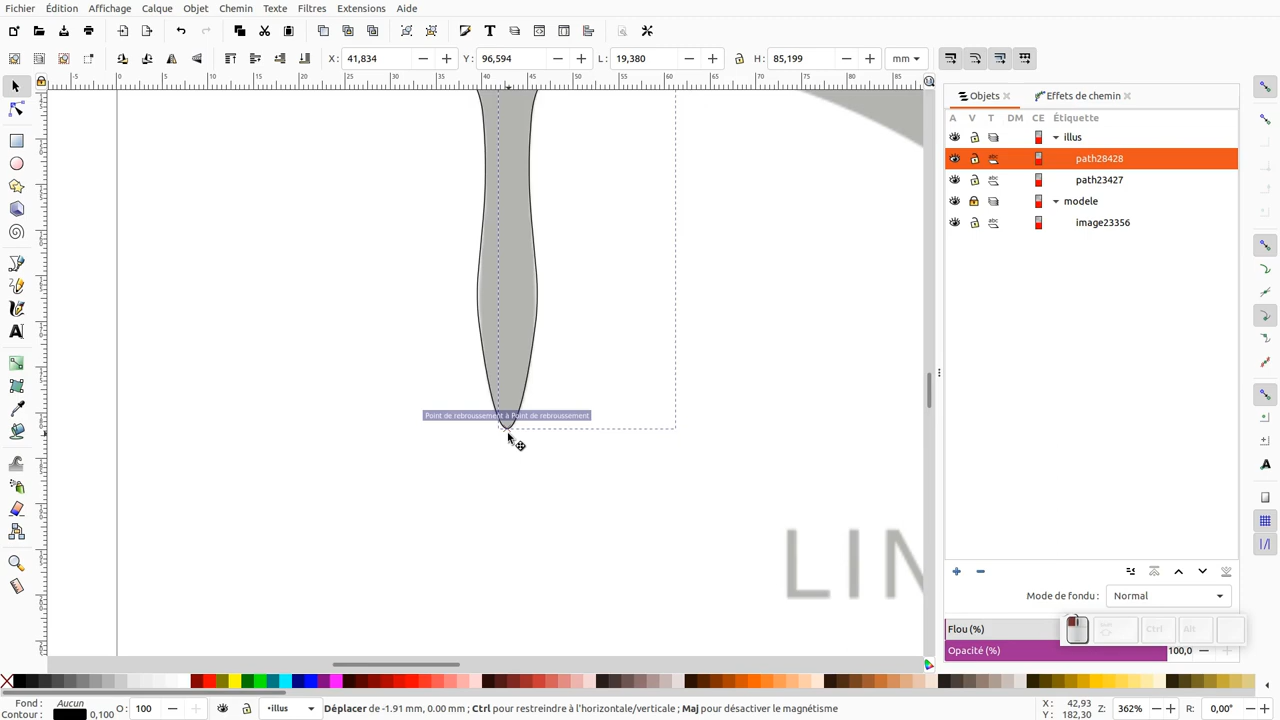 Fichier Édition Affichage Calque Objet Chemin Texte Filtres Extensions Aide
X: 41,834 Y: 96,594 L: 19,380 H: 85,199 mm
Objets Effets de chemin
A V T DM CE Étiquette
illus
path28428
path23427
modele
image23356
Point de rebroussement à Point de rebroussement
LIN
Mode de fondu : Normal
Flou (%)
Ctrl Alt
Opacité (%) 100,0
Fond : Aucun
Contour : 0,100
O: 100
•illus
Déplacer de -1.91 mm, 0.00 mm ; Ctrl pour restreindre à l'horizontale/verticale ; Maj pour désactiver le magnétisme
X: 42,93
Y: 182,30
Z: 362%
R: 0,00°